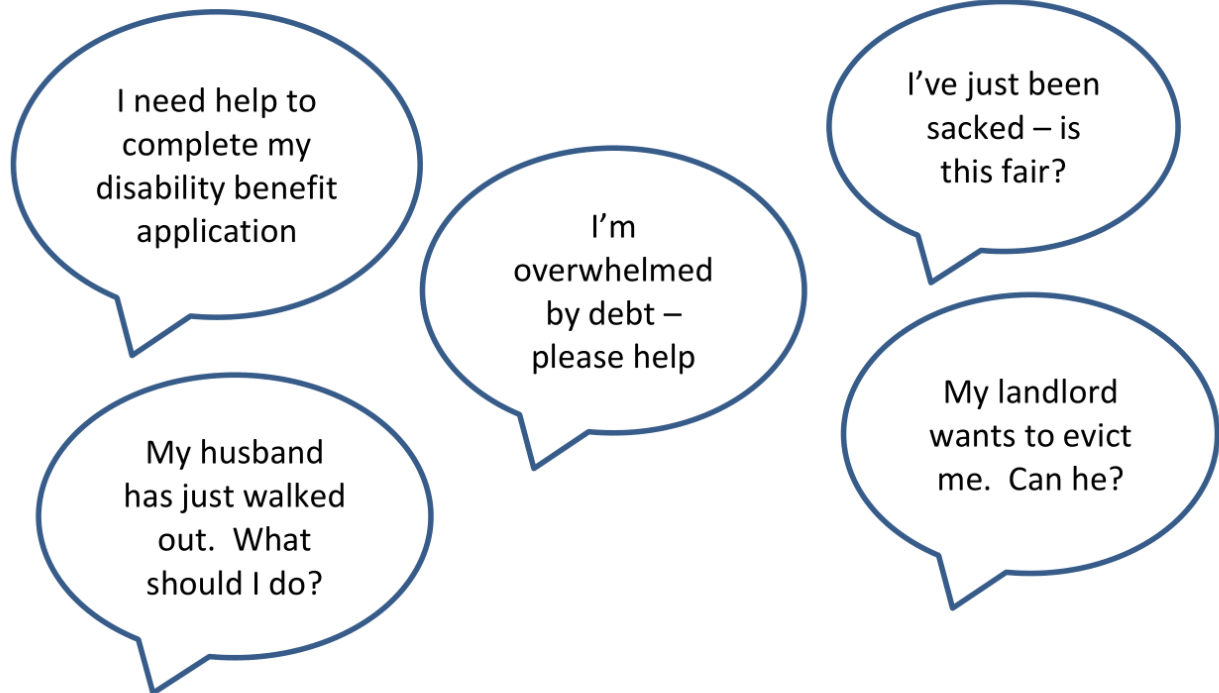 I need help to
complete my
disability benefit
application
I've just been
sacked – is
this fair?
I'm
overwhelmed
by debt –
please help
My husband
has just walked
out.  What
should I do?
My landlord
wants to evict
me.  Can he?